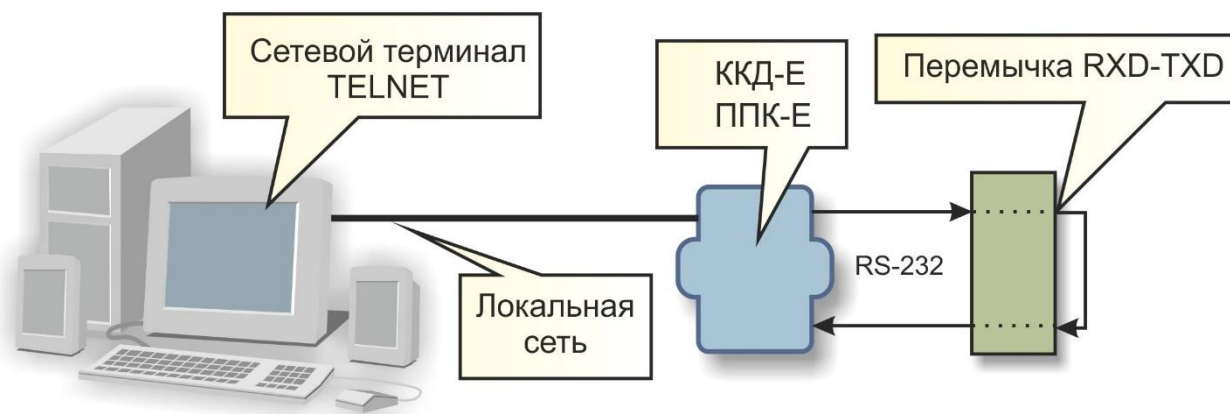 Сетевой терминал
TELNET
ККД-Е
ППК-Е
Перемычка RXD-TXD
RS-232
Локальная
сеть